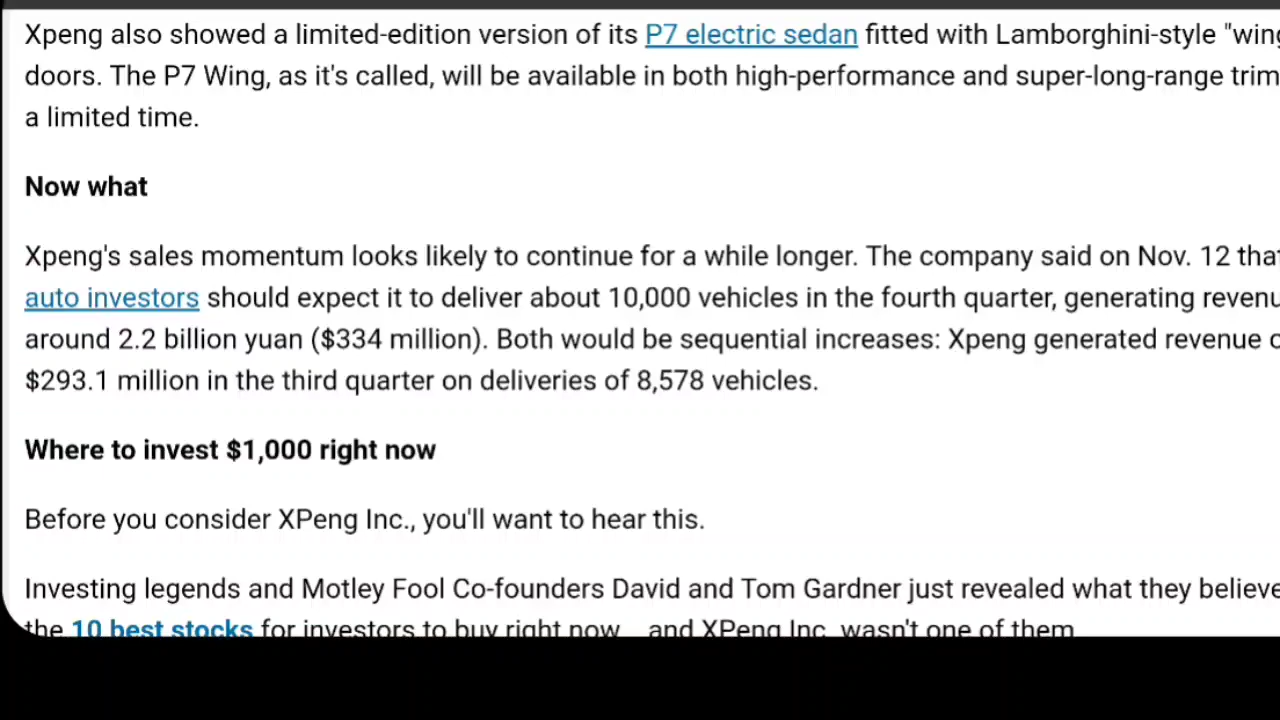 Xpeng also showed a limited-edition version of its P7 electric sedan fitted with Lamborghini-style "wing
doors. The P7 Wing, as it's called, will be available in both high-performance and super-long-range trim
a limited time.
Now what
Xpeng's sales momentum looks likely to continue for a while longer. The company said on Nov. 12
auto investors should expect it to deliver about 10,000 vehicles in the fourth quarter, generating
around 2.2 billion yuan ($334 million). Both would be sequential increases: Xpeng generated revenue
$293.1 million in the third quarter on deliveries of 8,578 vehicles.
Where to invest $1,000 right now
Before you consider XPeng Inc., you'll want to hear this.
Investing legends and Motley Fool Co-founders David and Tom Gardner just revealed what they believe
the 10 best stocks for investors to buy right now... and XPeng Inc. wasn't one of them